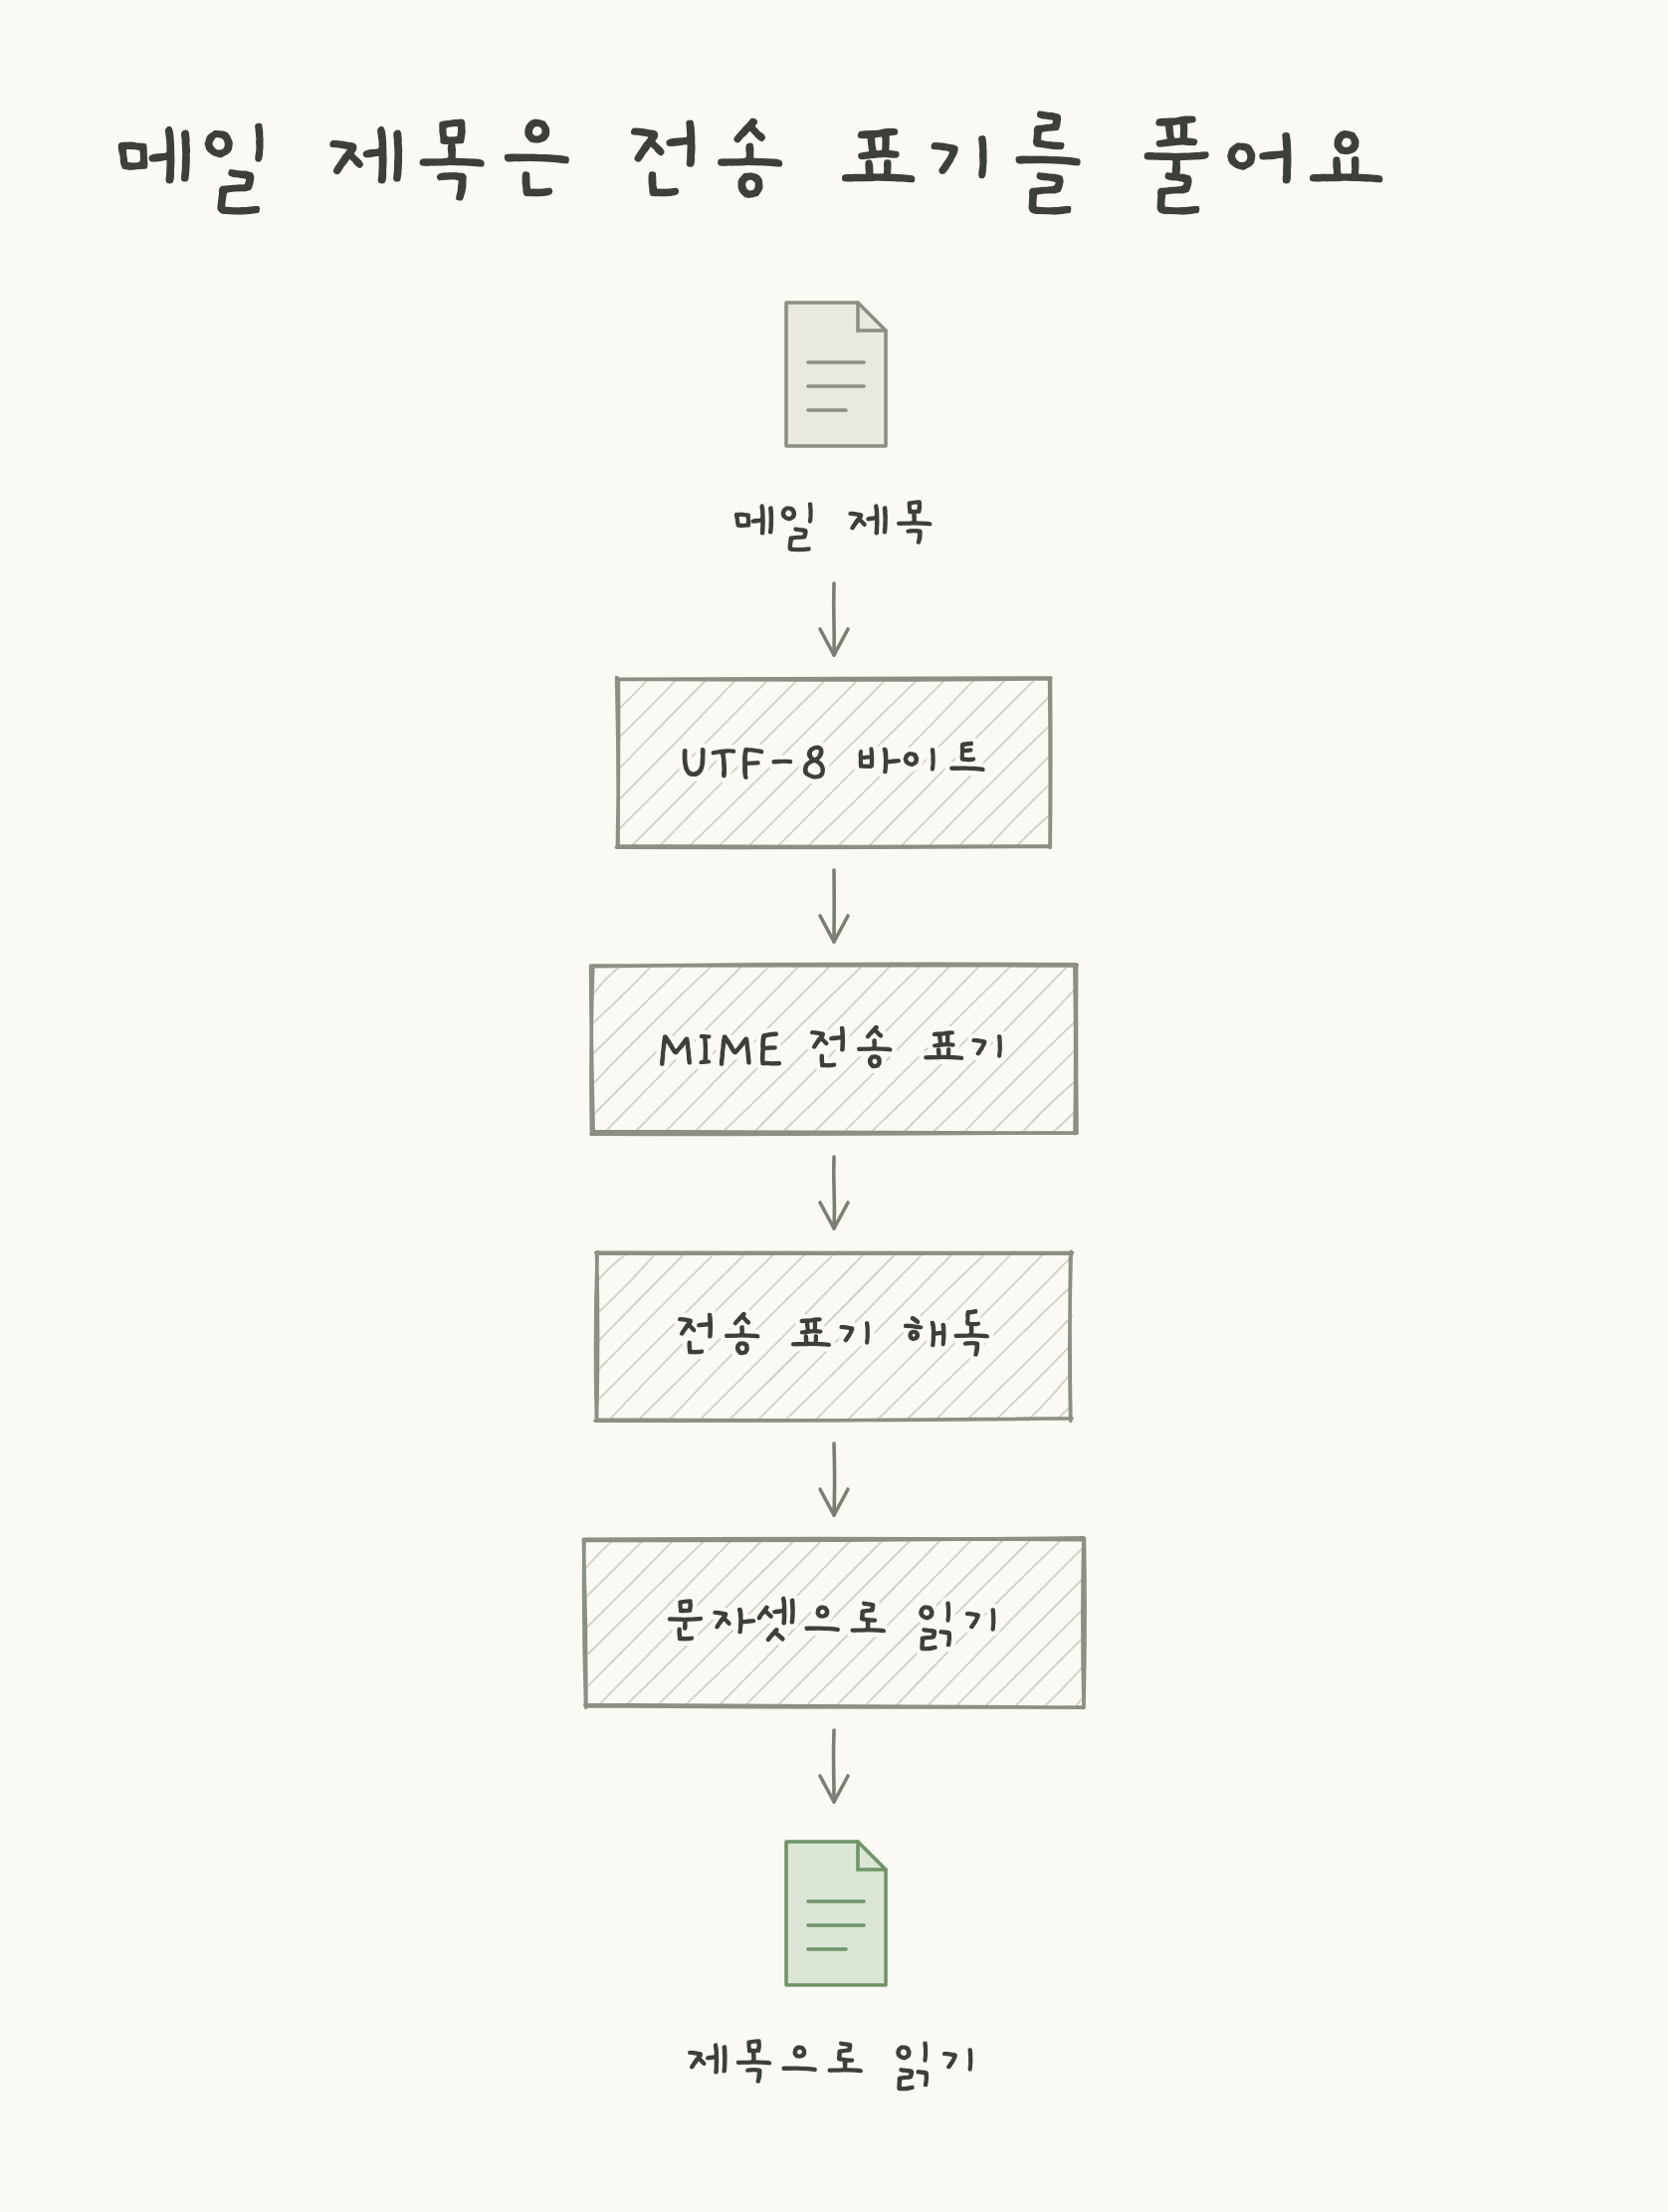 메일 제목은 전송 표기를 풀어요
메일 제목
UTF-8 바이트
MIME 전송 표기
전송 표기 해독
문자셋으로 읽기
제목으로 읽기